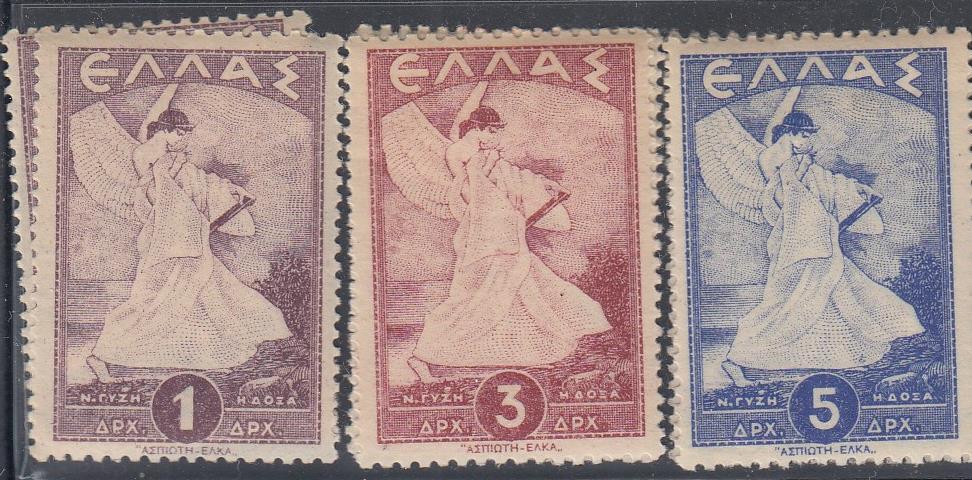 ΕΛΛΑΣ
Ν. ΓΥΖΗ Η ΔΟΞΑ
ΔΡΧ. 1 ΔΡΧ.
"ΑΣΠΙΩΤΗ-ΕΛΚΑ„
ΕΛΛΑΣ
Ν. ΓΥΖΗ Η ΔΟΞΑ
ΔΡΧ. 3 ΔΡΧ.
"ΑΣΠΙΩΤΗ-ΕΛΚΑ„
ΕΛΛΑΣ
Ν. ΓΥΖΗ Η ΔΟΞΑ
ΔΡΧ. 5 ΔΡΧ.
"ΑΣΠΙΩΤΗ-ΕΛΚΑ„